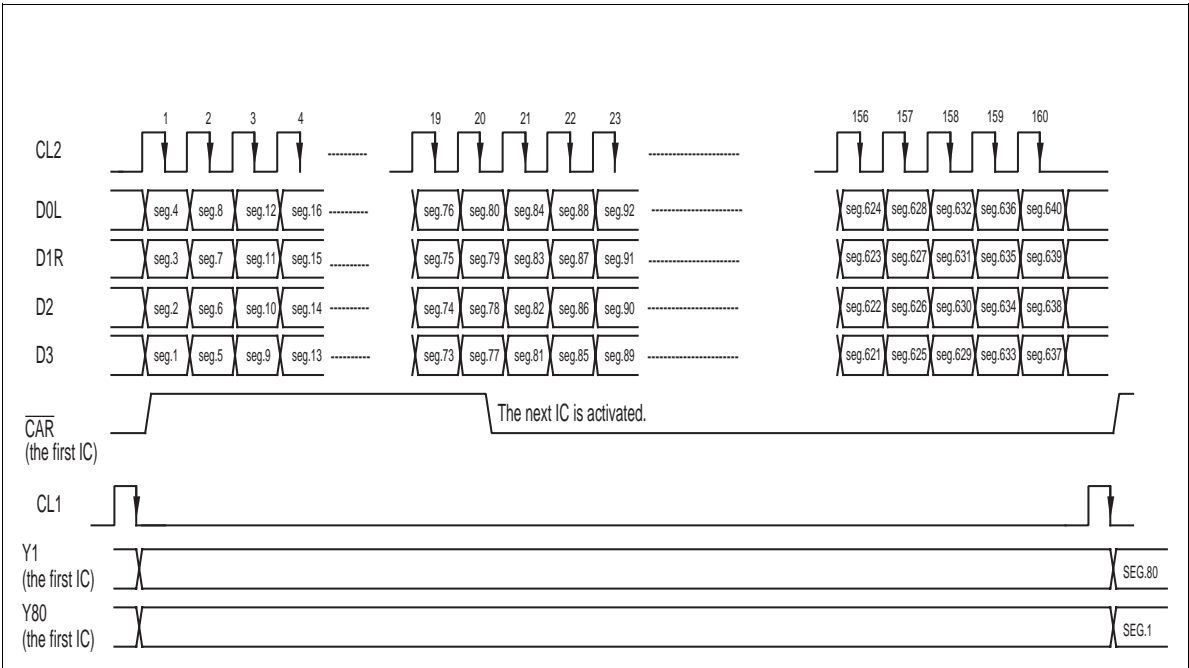 1 2 3 4 19 20 21 22 23 156 157 158 159 160
CL2
D0L seg.4 seg.8 seg.12 seg.16 seg.76 seg.80 seg.84 seg.88 seg.92 seg.624 seg.628 seg.632 seg.636 seg.640
D1R seg.3 seg.7 seg.11 seg.15 seg.75 seg.79 seg.83 seg.87 seg.91 seg.623 seg.627 seg.631 seg.635 seg.639
D2 seg.2 seg.6 seg.10 seg.14 seg.74 seg.78 seg.82 seg.86 seg.90 seg.622 seg.626 seg.630 seg.634 seg.638
D3 seg.1 seg.5 seg.9 seg.13 seg.73 seg.77 seg.81 seg.85 seg.89 seg.621 seg.625 seg.629 seg.633 seg.637
The next IC is activated.
CAR
(the first IC)
CL1
Y1
(the first IC) SEG.80
Y80
(the first IC) SEG.1